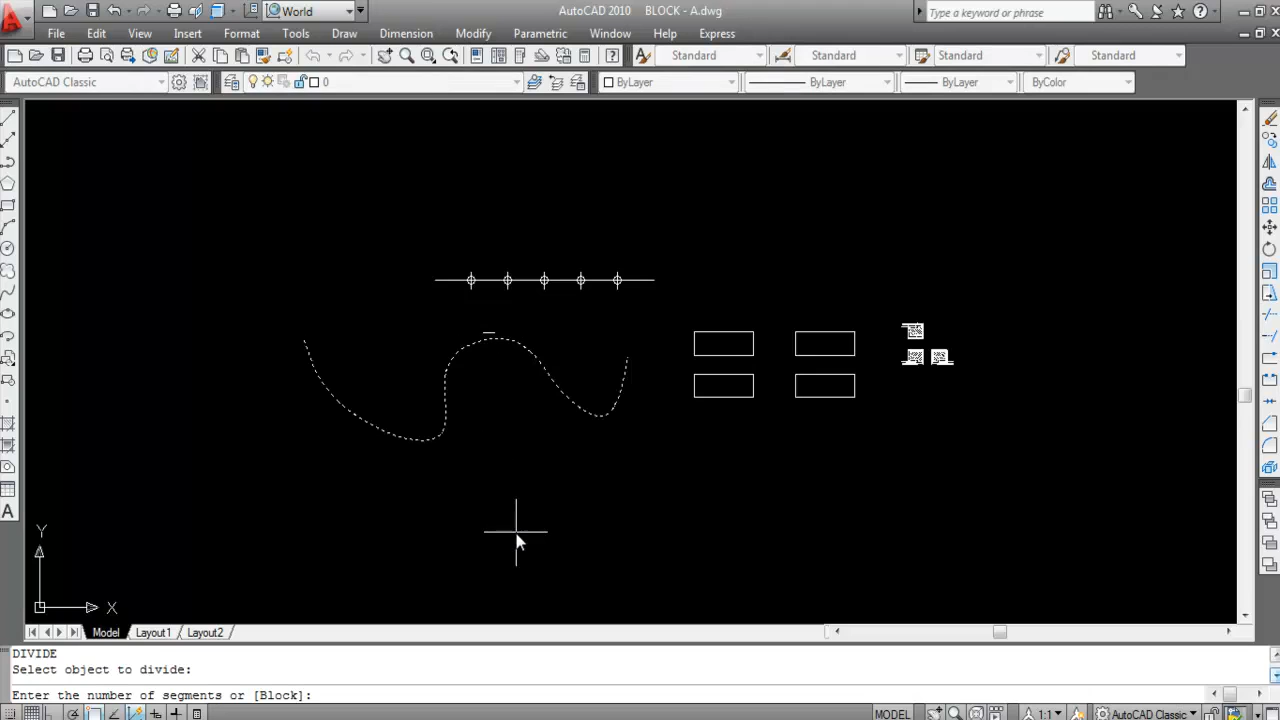 World
AutoCAD 2010 BLOCK - A.dwg
Type a keyword or phrase
File Edit View Insert Format Tools Draw Dimension Modify Parametric Window Help Express
Standard Standard Standard Standard
AutoCAD Classic 0 ByLayer ByLayer ByLayer ByColor
A
Y
X
Model Layout1 Layout2
DIVIDE
Select object to divide:
Enter the number of segments or [Block]:
MODEL 1:1 AutoCAD Classic